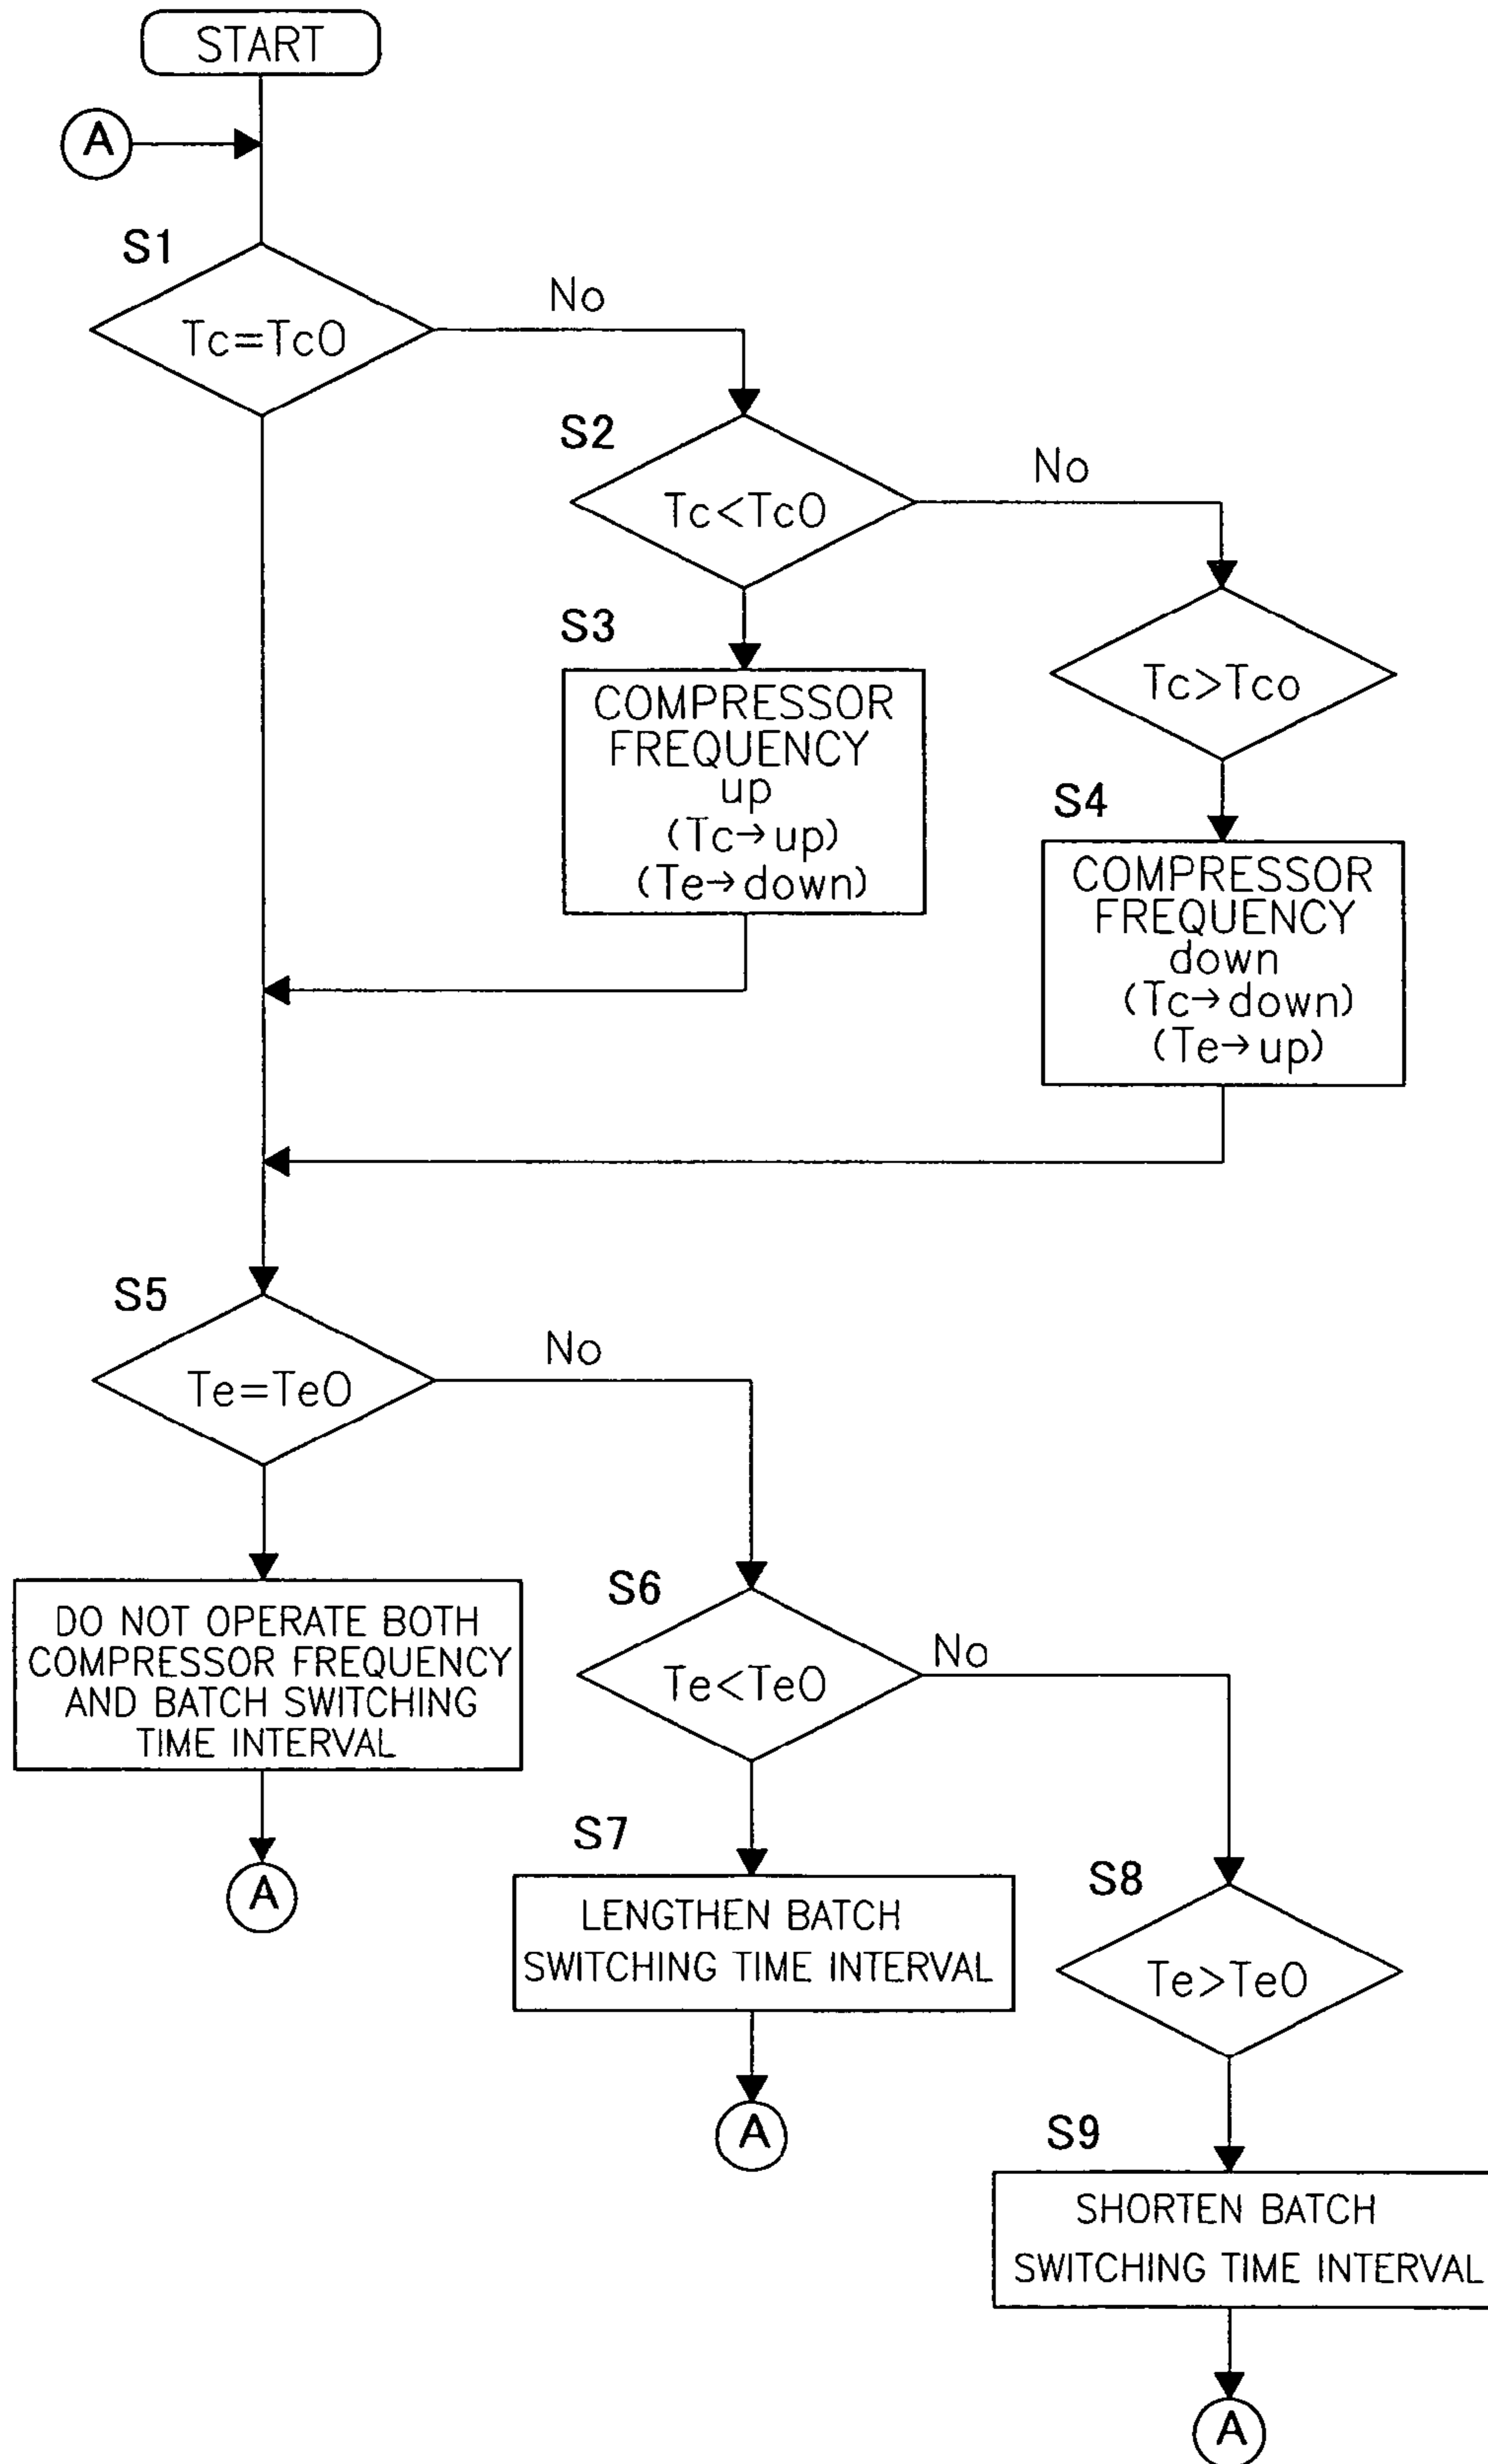 START
A
S1
Tc=Tc0
No
S2
Tc<Tc0
No
S3
COMPRESSOR
FREQUENCY
up
(Tc→up)
(Te→down)
Tc>Tco
S4
COMPRESSOR
FREQUENCY
down
(Tc→down)
(Te→up)
S5
Te=Te0
No
DO NOT OPERATE BOTH
COMPRESSOR FREQUENCY
AND BATCH SWITCHING
TIME INTERVAL
A
S6
Te<Te0
No
S7
LENGTHEN BATCH
SWITCHING TIME INTERVAL
A
S8
Te>Te0
S9
SHORTEN BATCH
SWITCHING TIME INTERVAL
A